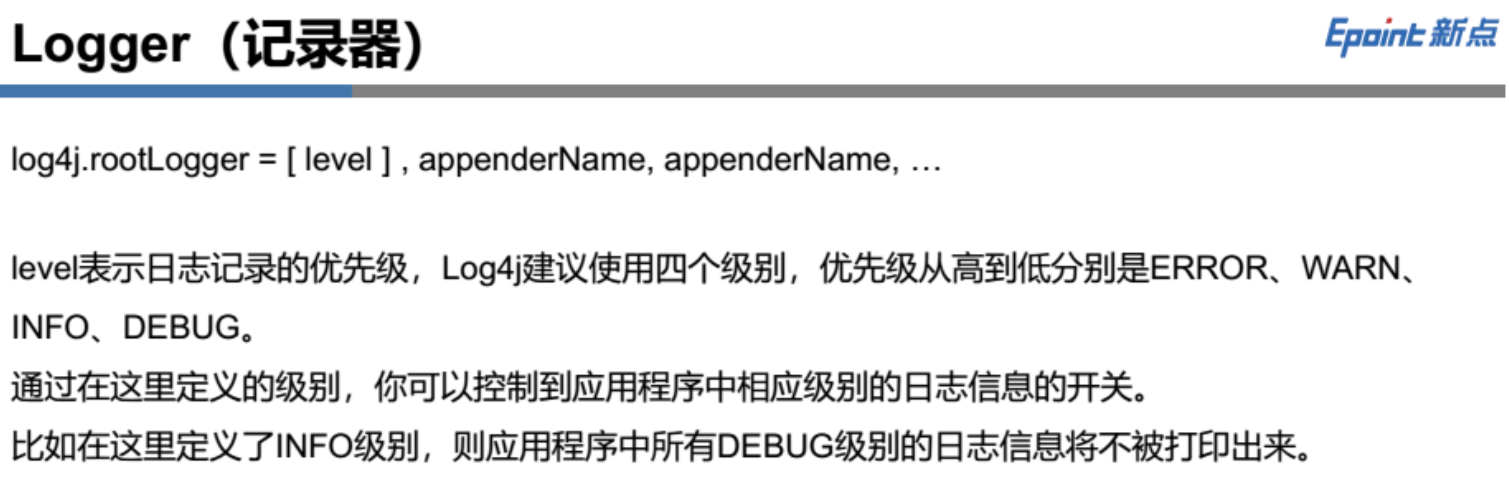 Logger（记录器）
Epoint 新点
log4j.rootLogger = [ level ] , appenderName, appenderName, …
level表示日志记录的优先级，Log4j建议使用四个级别，优先级从高到低分别是ERROR、WARN、
INFO、DEBUG。
通过在这里定义的级别，你可以控制到应用程序中相应级别的日志信息的开关。
比如在这里定义了INFO级别，则应用程序中所有DEBUG级别的日志信息将不被打印出来。